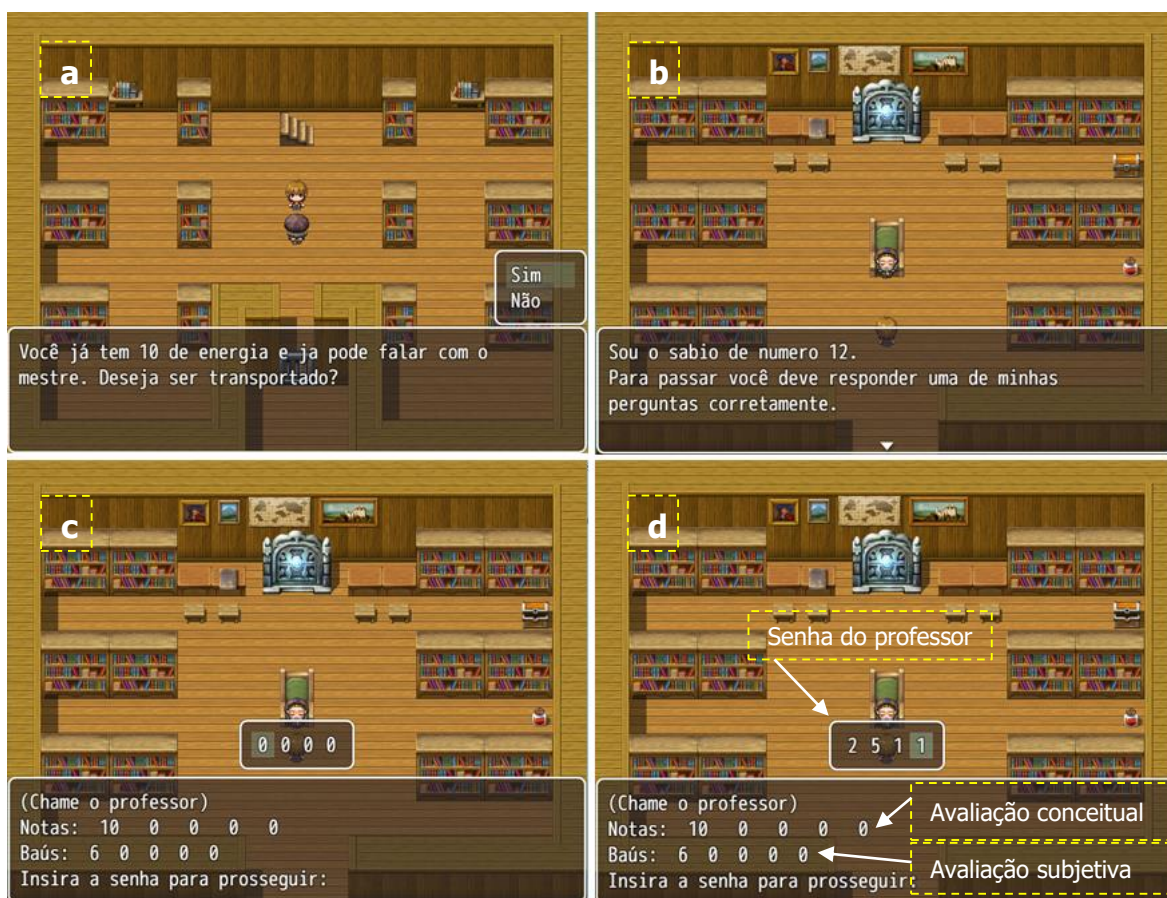 a
Sim
Não
Você já tem 10 de energia e ja pode falar com o
mestre. Deseja ser transportado?
b
Sou o sabio de numero 12.
Para passar você deve responder uma de minhas
perguntas corretamente.
c
0 0 0 0
(Chame o professor)
Notas: 10 0 0 0 0
Baús: 6 0 0 0 0
Insira a senha para prosseguir:
d
Senha do professor
2 5 1 1
(Chame o professor)
Notas: 10 0 0 0 0
Avaliação conceitual
Baús: 6 0 0 0 0
Insira a senha para prosseguir:
Avaliação subjetiva